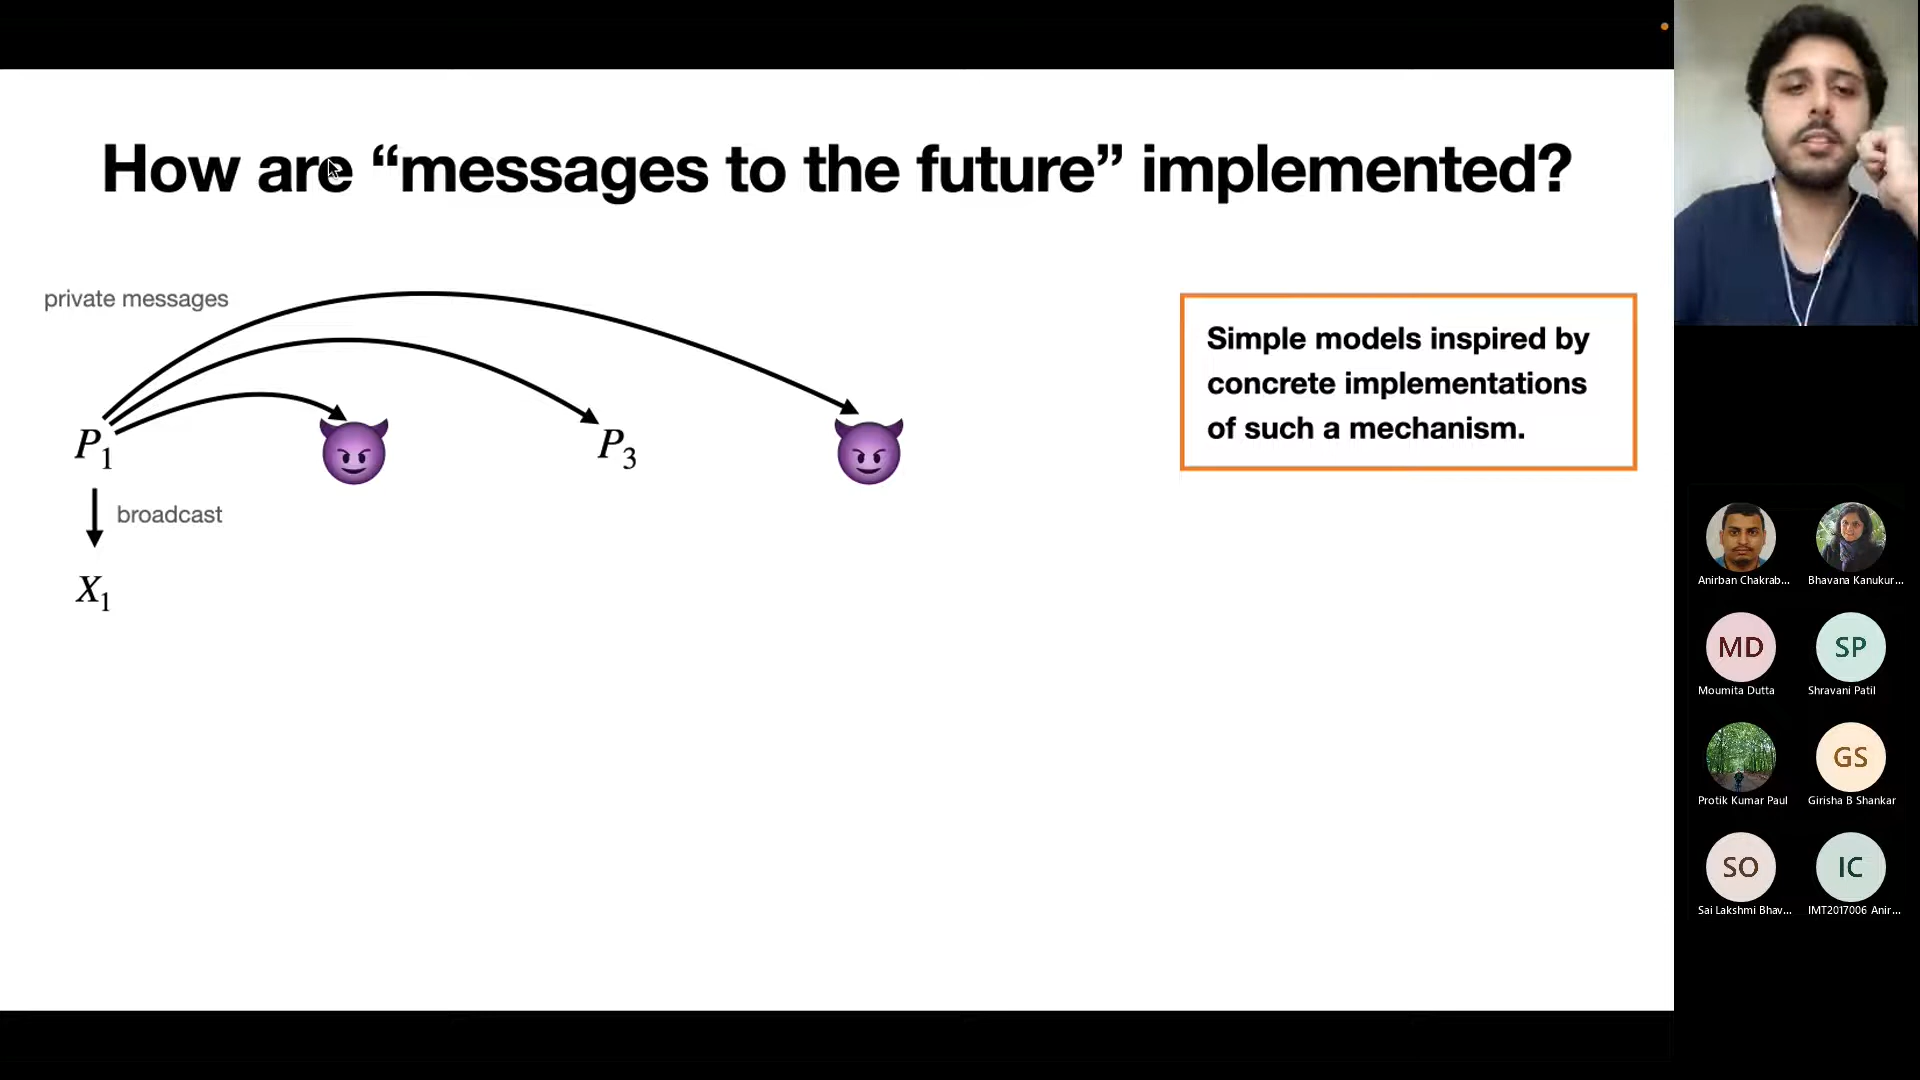 How are “messages to the future” implemented?
private messages
Simple models inspired by
concrete implementations
of such a mechanism.
P1
P3
broadcast
X1
Anirban Chakrab...
Bhavana Kanukur...
MD
SP
Moumita Dutta
Shravani Patil
GS
Protik Kumar Paul
Girisha B Shankar
SO
IC
Sai Lakshmi Bhav...
IMT2017006 Anir...